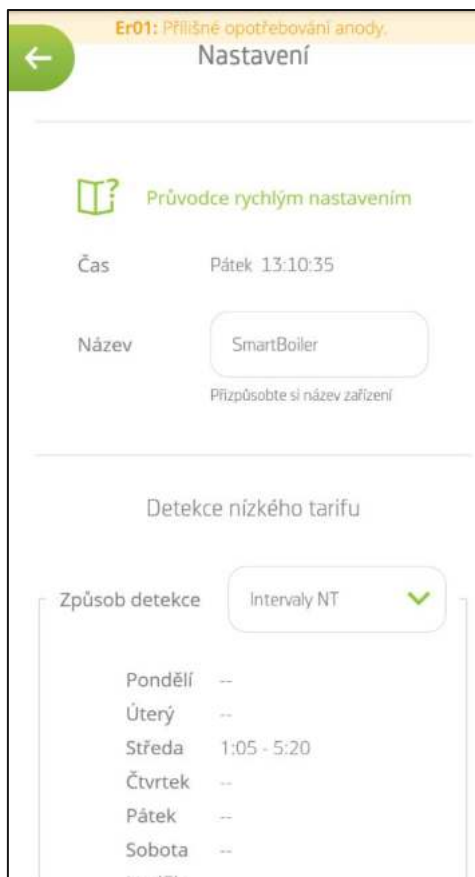 Er01: Přílišné opotřebování anody.
Nastavení
Průvodce rychlým nastavením
Čas Pátek 13:10:35
Název SmartBoiler
Přizpůsobte si název zařízení
Detekce nízkého tarifu
Způsob detekce Intervaly NT
Pondělí --
Úterý --
Středa 1:05 - 5:20
Čtvrtek --
Pátek --
Sobota --